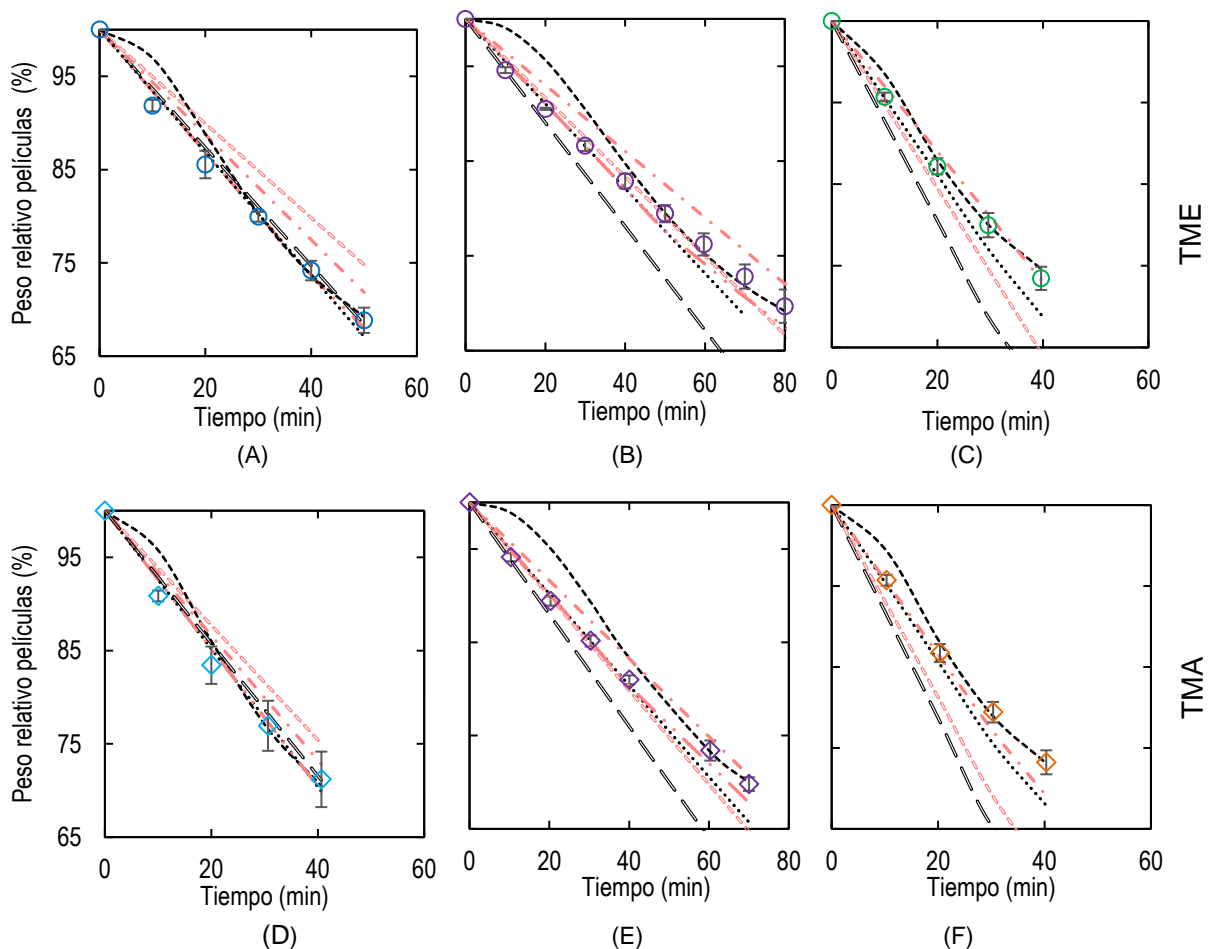 Peso relativo películas (%)
95
85
75
65
0 20 40 60
Tiempo (min)
(A)
0 20 40 60 80
Tiempo (min)
(B)
0 20 40 60
Tiempo (min)
(C)
TME
Peso relativo películas (%)
95
85
75
65
0 20 40 60
Tiempo (min)
(D)
0 20 40 60 80
Tiempo (min)
(E)
0 20 40 60
Tiempo (min)
(F)
TMA